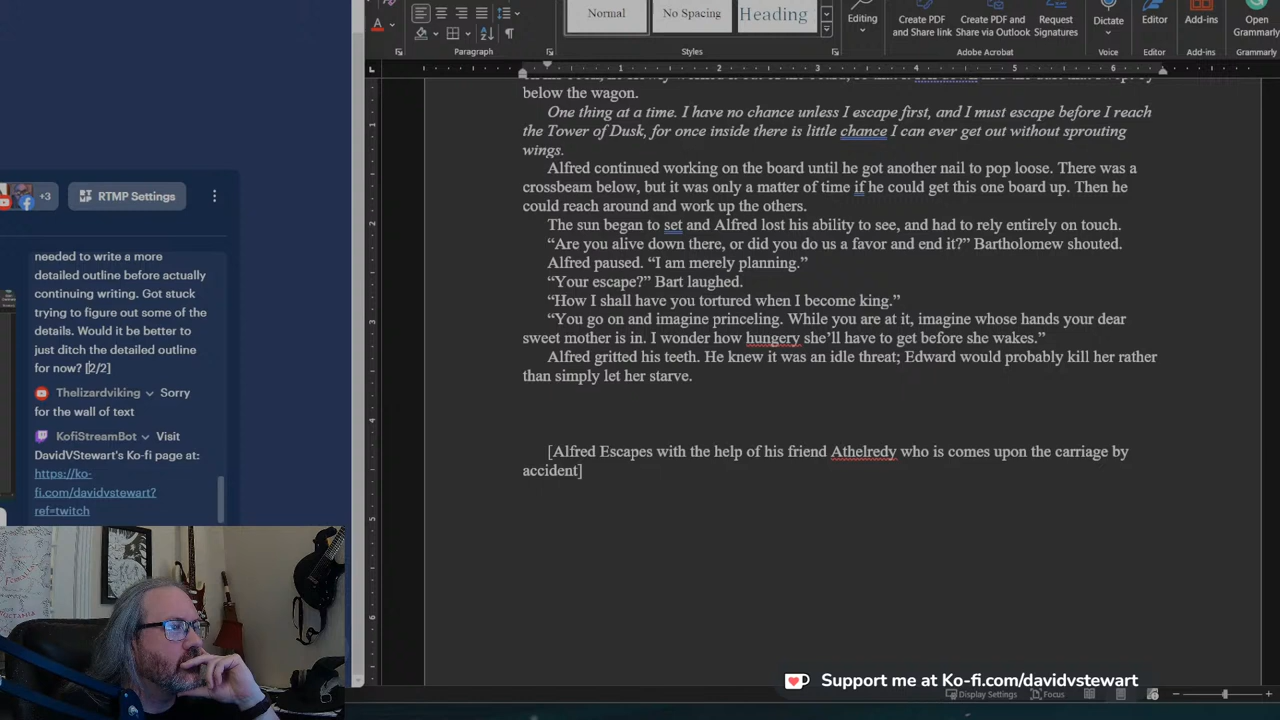 Normal
No Spacing
Heading
Editing
Create PDF
and Share link
Create PDF and
Share via Outlook
Request
Signatures
Dictate
Editor
Add-ins
Open
Grammarly
Paragraph
Styles
Adobe Acrobat
Voice
Editor
Add-ins
Grammarly
1 2 3 4 5 6
below the wagon.
One thing at a time. I have no chance unless I escape first, and I must escape before I reach
the Tower of Dusk, for once inside there is little chance I can ever get out without sprouting
wings.
Alfred continued working on the board until he got another nail to pop loose. There was a
crossbeam below, but it was only a matter of time if he could get this one board up. Then he
could reach around and work up the others.
The sun began to set and Alfred lost his ability to see, and had to rely entirely on touch.
“Are you alive down there, or did you do us a favor and end it?” Bartholomew shouted.
Alfred paused. “I am merely planning.”
“Your escape?” Bart laughed.
“How I shall have you tortured when I become king.”
“You go on and imagine princeling. While you are at it, imagine whose hands your dear
sweet mother is in. I wonder how hungery she’ll have to get before she wakes.”
Alfred gritted his teeth. He knew it was an idle threat; Edward would probably kill her rather
than simply let her starve.
[Alfred Escapes with the help of his friend Athelredy who is comes upon the carriage by
accident]
+3
RTMP Settings
needed to write a more
detailed outline before actually
continuing writing. Got stuck
trying to figure out some of the
details. Would it be better to
just ditch the detailed outline
for now? [2/2]
Thelizardviking Sorry
for the wall of text
KofiStreamBot Visit
DavidVStewart's Ko-fi page at:
https://ko-
fi.com/davidvstewart?
ref=twitch
Support me at Ko-fi.com/davidvstewart
Display Settings
Focus